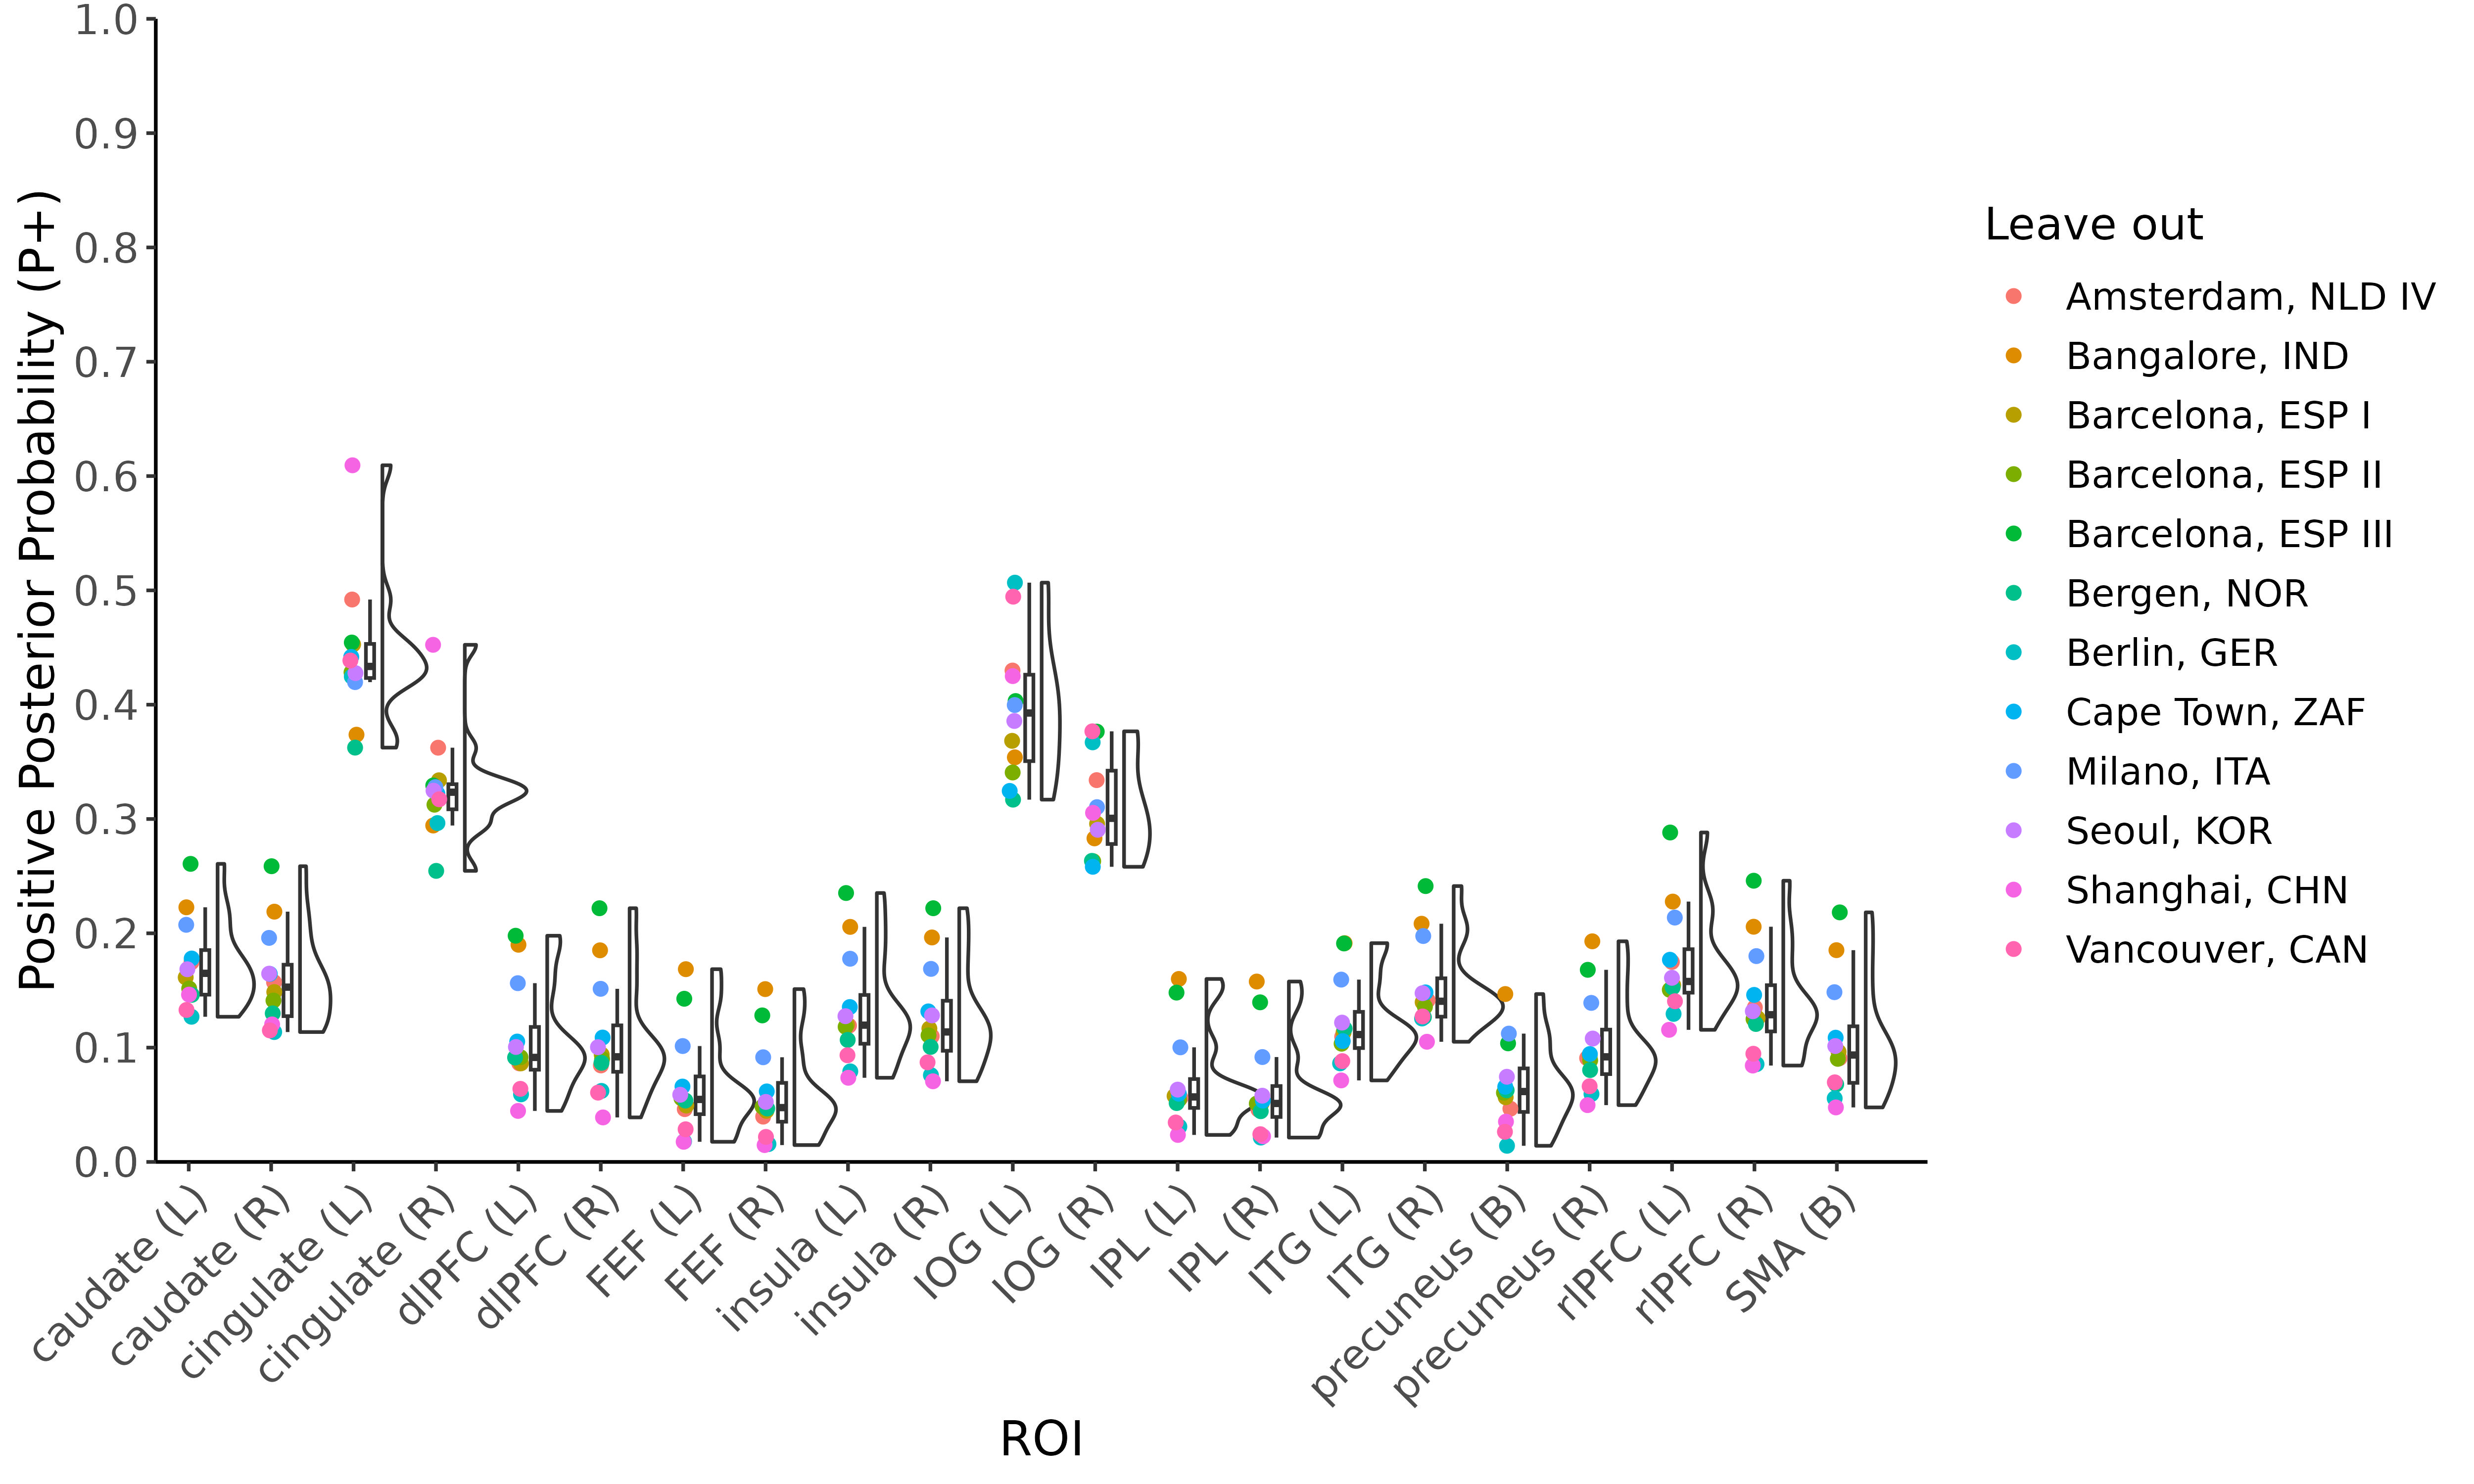 Positive Posterior Probability (P+)
1.0
0.9
0.8
0.7
0.6
0.5
0.4
0.3
0.2
0.1
0.0
caudate (L)
caudate (R)
cingulate (L)
cingulate (R)
dlPFC (L)
dlPFC (R)
FEF (L)
FEF (R)
insula (L)
insula (R)
IOG (L)
IOG (R)
IPL (L)
IPL (R)
ITG (L)
ITG (R)
precuneus (B)
precuneus (R)
rlPFC (L)
rlPFC (R)
SMA (B)
ROI
Leave out
Amsterdam, NLD IV
Bangalore, IND
Barcelona, ESP I
Barcelona, ESP II
Barcelona, ESP III
Bergen, NOR
Berlin, GER
Cape Town, ZAF
Milano, ITA
Seoul, KOR
Shanghai, CHN
Vancouver, CAN